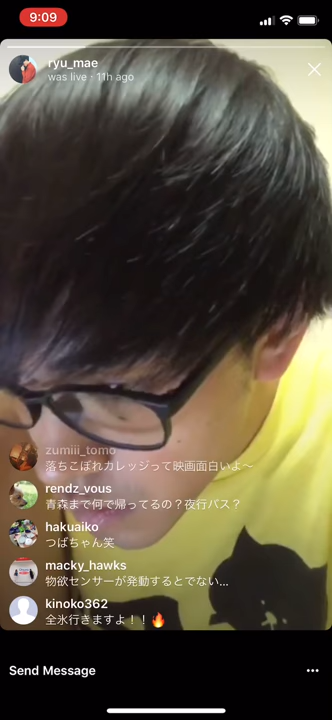 9:09
ryu_mae
was live · 11h ago
zumiii_tomo
落ちこぼれカレッジって映画面白いよ〜
rendz_vous
青森まで何で帰ってるの？夜行バス？
hakuaiko
つばちゃん笑
macky_hawks
物欲センサーが発動するとでない...
kinoko362
全氷行きますよ！！🔥
Send Message